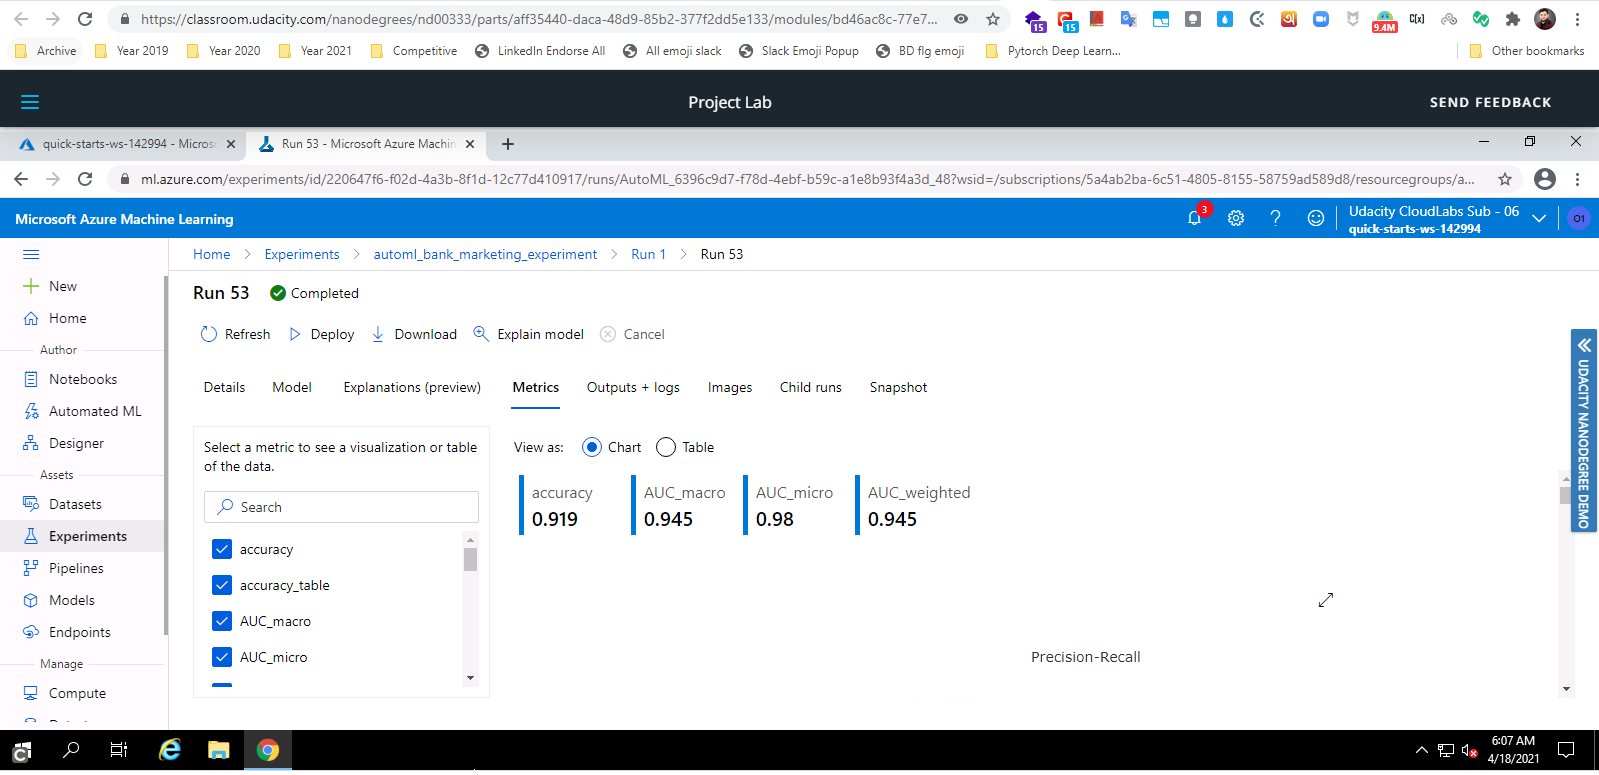 https://classroom.udacity.com/nanodegrees/nd00333/parts/aff35440-daca-48d9-85b2-377f2dd5e133/modules/bd46ac8c-77e7... 15 15 9.4M C[x]
Archive Year 2019 Year 2020 Year 2021 Competitive LinkedIn Endorse All All emoji slack Slack Emoji Popup BD flg emoji Pytorch Deep Learn... Other bookmarks
Project Lab SEND FEEDBACK
quick-starts-ws-142994 - Microso Run 53 - Microsoft Azure Machin
ml.azure.com/experiments/id/220647f6-f02d-4a3b-8f1d-12c77d410917/runs/AutoML_6396c9d7-f78d-4ebf-b59c-a1e8b93f4a3d_48?wsid=/subscriptions/5a4ab2ba-6c51-4805-8155-58759ad589d8/resourcegroups/a...
Microsoft Azure Machine Learning 3 Udacity CloudLabs Sub - 06 O1
quick-starts-ws-142994
Home Experiments automl_bank_marketing_experiment Run 1 Run 53
New
Home
Author
Notebooks
Automated ML
Designer
Assets
Datasets
Experiments
Pipelines
Models
Endpoints
Manage
Compute
Run 53 Completed
Refresh Deploy Download Explain model Cancel
Details Model Explanations (preview) Metrics Outputs + logs Images Child runs Snapshot
Select a metric to see a visualization or table
of the data.
Search
accuracy
accuracy_table
AUC_macro
AUC_micro
View as: Chart Table
accuracy AUC_macro AUC_micro AUC_weighted
0.919 0.945 0.98 0.945
Precision-Recall
UDACITY NANODEGREE DEMO
6:07 AM
4/18/2021